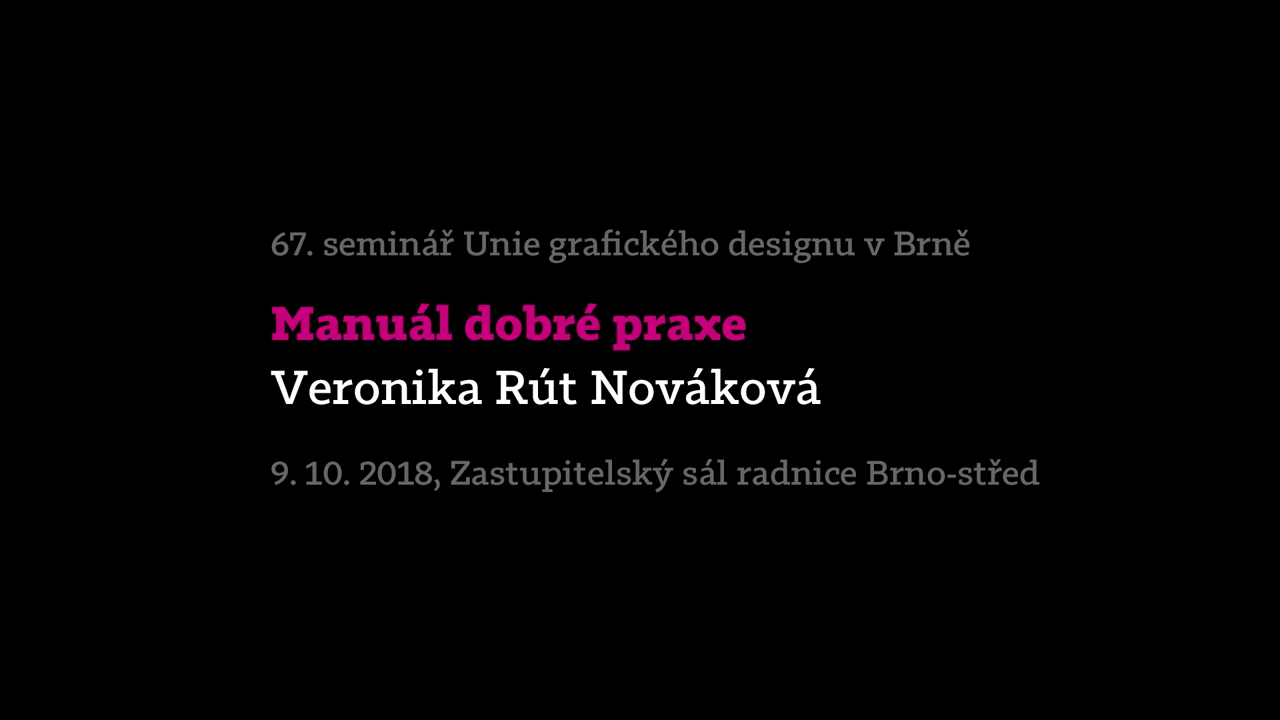 67. seminář Unie grafického designu v Brně
Manuál dobré praxe
Veronika Rút Nováková
9. 10. 2018, Zastupitelský sál radnice Brno-střed